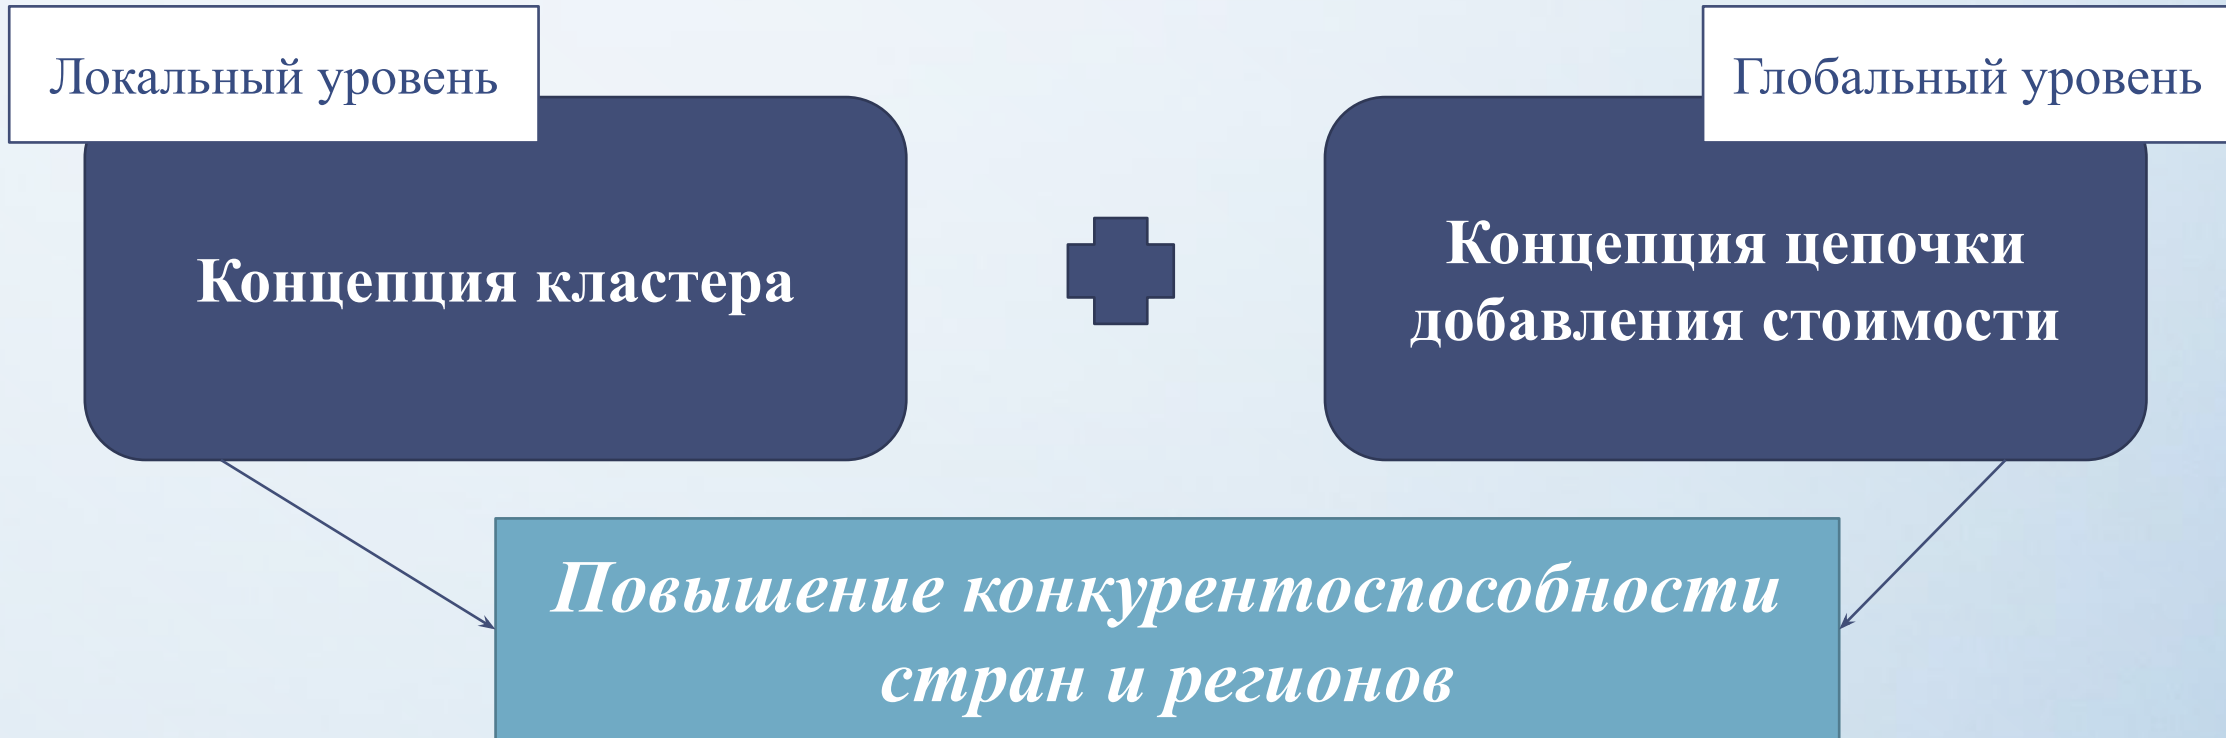 Локальный уровень
Глобальный уровень
Концепция кластера
Концепция цепочки
добавления стоимости
Повышение конкурентоспособности
стран и регионов